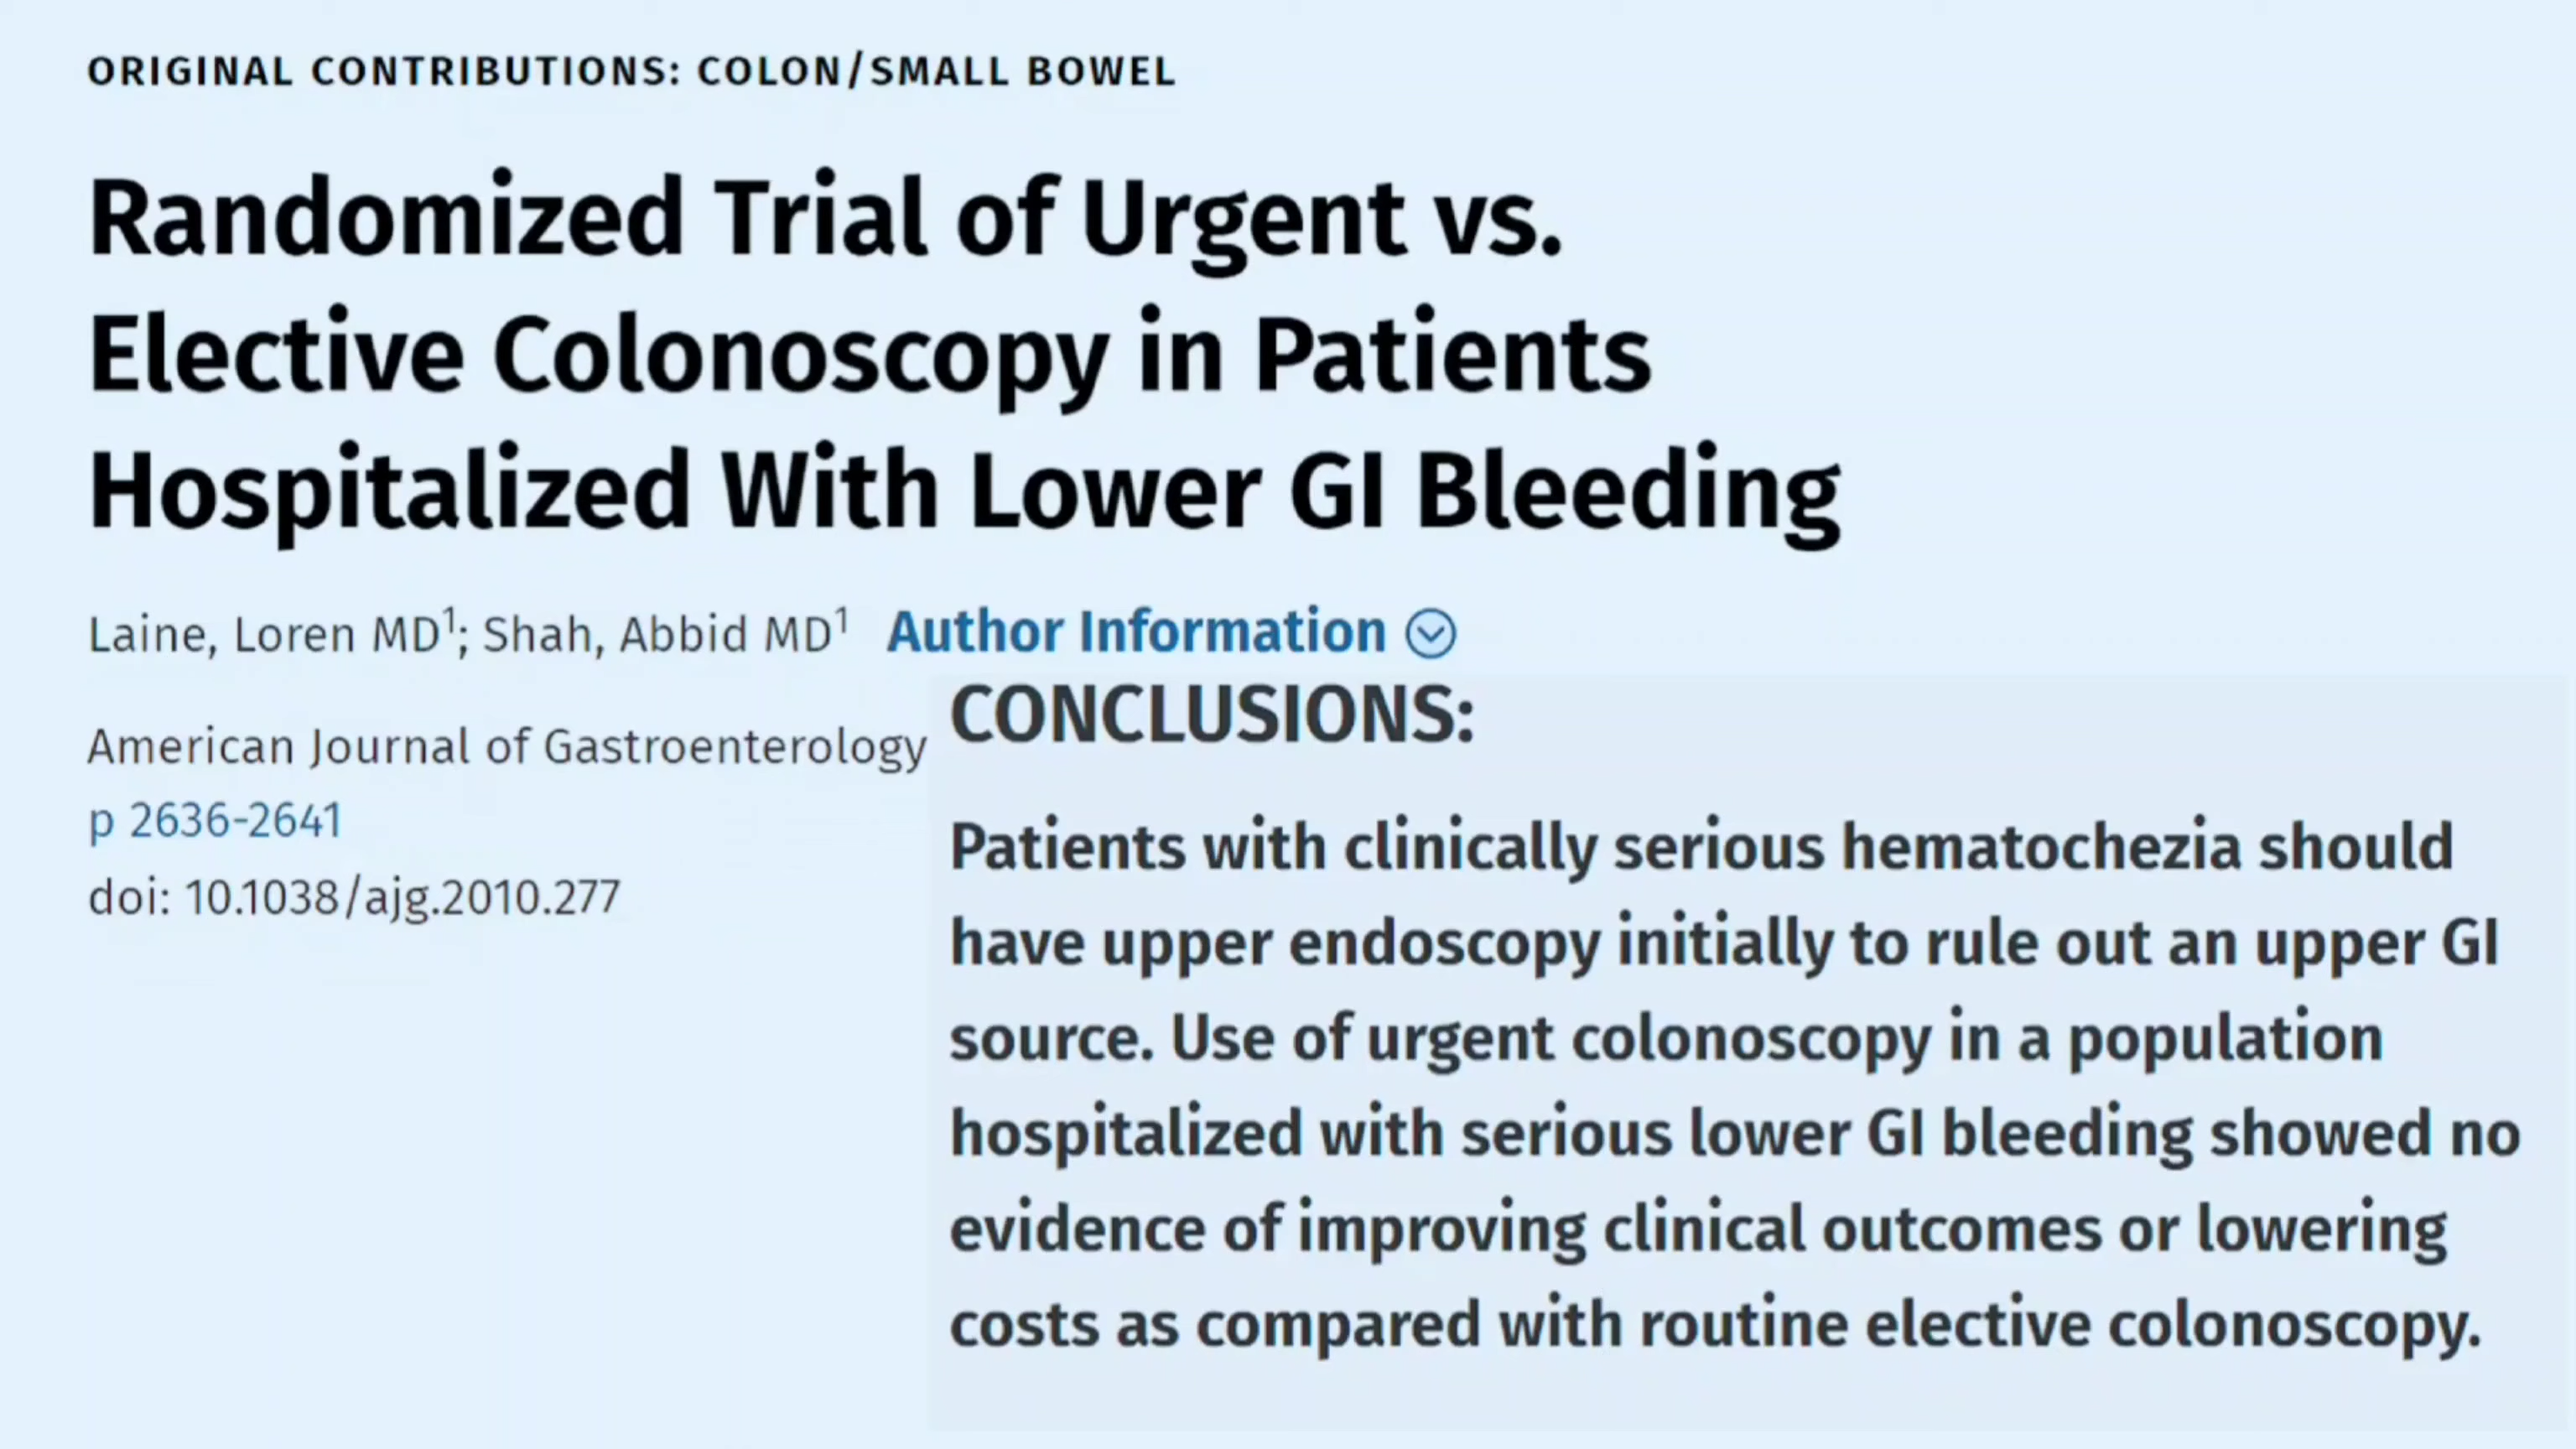 ORIGINAL CONTRIBUTIONS: COLON/SMALL BOWEL
Randomized Trial of Urgent vs.
Elective Colonoscopy in Patients
Hospitalized With Lower GI Bleeding
Laine, Loren MD1; Shah, Abbid MD1 Author Information
American Journal of Gastroenterology
p 2636-2641
doi: 10.1038/ajg.2010.277
CONCLUSIONS:
Patients with clinically serious hematochezia should
have upper endoscopy initially to rule out an upper GI
source. Use of urgent colonoscopy in a population
hospitalized with serious lower GI bleeding showed no
evidence of improving clinical outcomes or lowering
costs as compared with routine elective colonoscopy.